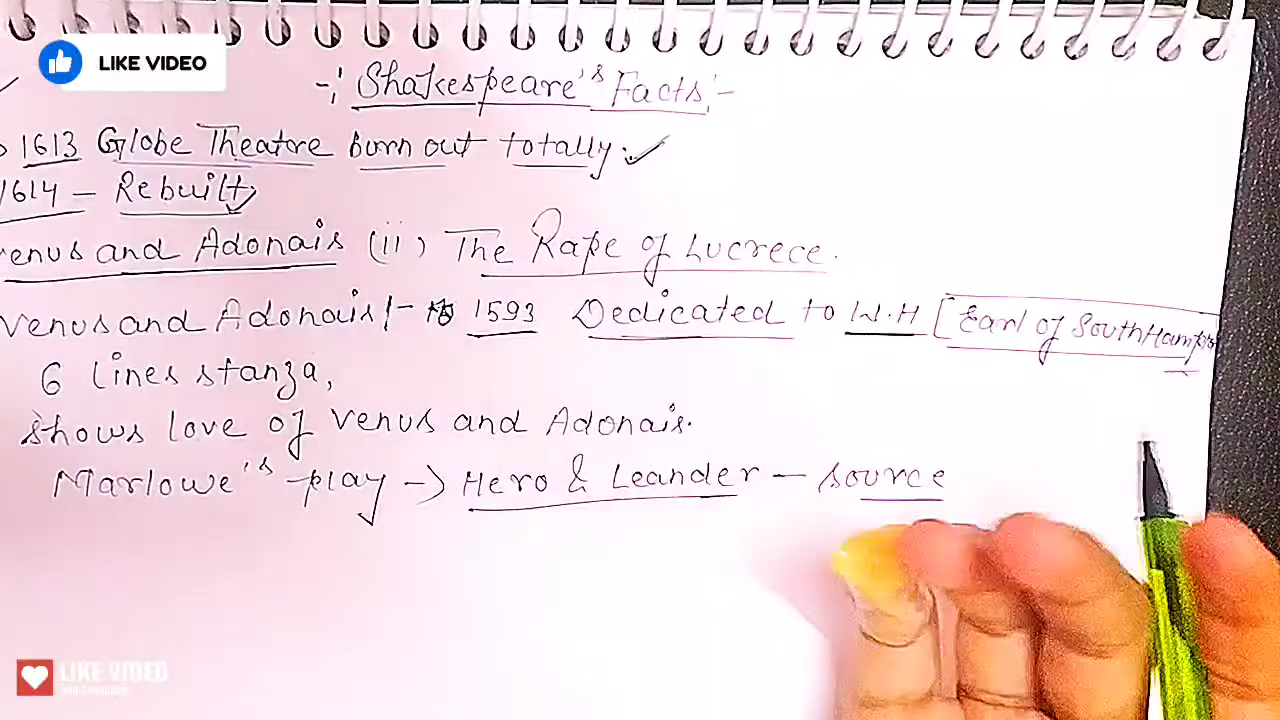 LIKE VIDEO
-: Shakespeare's Facts :-
1613 Globe Theatre burn out totally.
1614 – Rebuilt
venus and Adonais (ii) The Rape of Lucrece.
Venus and Adonais :- 1593 Dedicated to W.H [Earl of Southampton
6 lines stanza,
shows love of venus and Adonais.
Marlowe's play → Hero & Leander – source
LIKE VIDEO